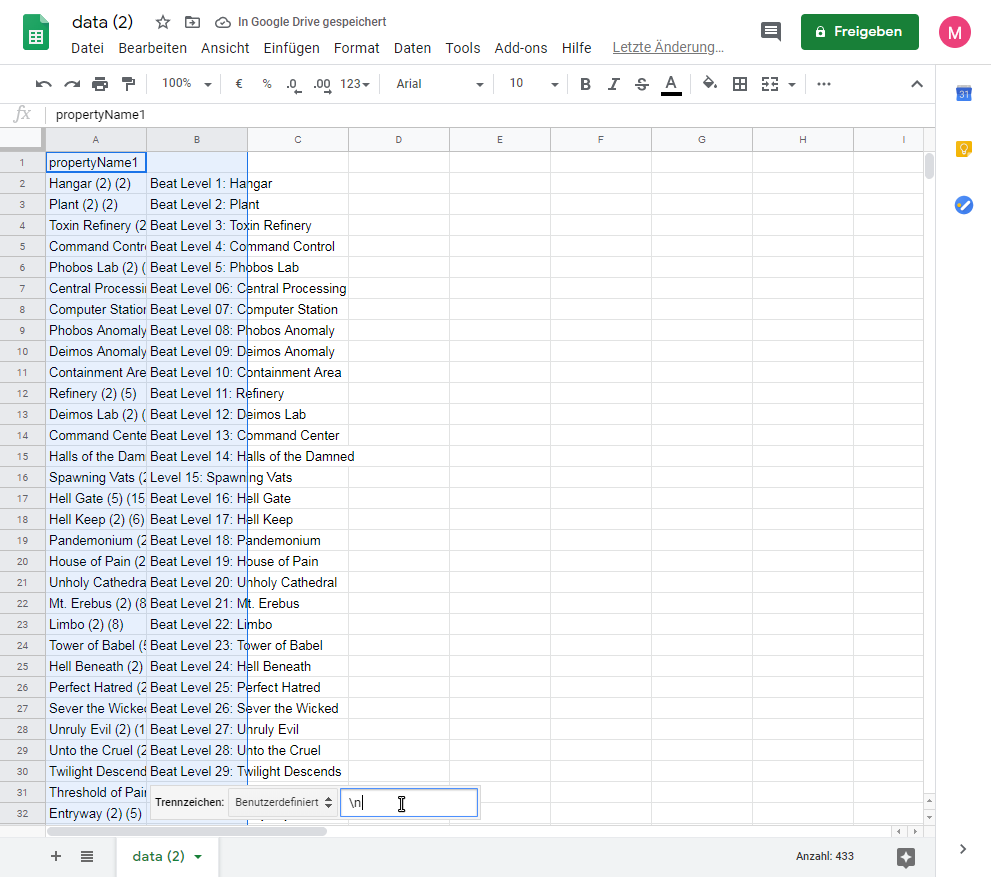 data (2) In Google Drive gespeichert
Datei Bearbeiten Ansicht Einfügen Format Daten Tools Add-ons Hilfe Letzte Änderung...
Freigeben
M
100% € % .0 .00 123 Arial 10 B I S A
31
fx propertyName1
A B C D E F G H I
1 propertyName1
2 Hangar (2) (2) Beat Level 1: Hangar
3 Plant (2) (2) Beat Level 2: Plant
4 Toxin Refinery (2 Beat Level 3: Toxin Refinery
5 Command Contr Beat Level 4: Command Control
6 Phobos Lab (2) ( Beat Level 5: Phobos Lab
7 Central Processi Beat Level 06: Central Processing
8 Computer Station Beat Level 07: Computer Station
9 Phobos Anomaly Beat Level 08: Phobos Anomaly
10 Deimos Anomaly Beat Level 09: Deimos Anomaly
11 Containment Are Beat Level 10: Containment Area
12 Refinery (2) (5) Beat Level 11: Refinery
13 Deimos Lab (2) ( Beat Level 12: Deimos Lab
14 Command Cente Beat Level 13: Command Center
15 Halls of the Dam Beat Level 14: Halls of the Damned
16 Spawning Vats (2 Level 15: Spawning Vats
17 Hell Gate (5) (15 Beat Level 16: Hell Gate
18 Hell Keep (2) (6) Beat Level 17: Hell Keep
19 Pandemonium (2 Beat Level 18: Pandemonium
20 House of Pain (2 Beat Level 19: House of Pain
21 Unholy Cathedra Beat Level 20: Unholy Cathedral
22 Mt. Erebus (2) (8 Beat Level 21: Mt. Erebus
23 Limbo (2) (8) Beat Level 22: Limbo
24 Tower of Babel (5 Beat Level 23: Tower of Babel
25 Hell Beneath (2) Beat Level 24: Hell Beneath
26 Perfect Hatred (2 Beat Level 25: Perfect Hatred
27 Sever the Wicked Beat Level 26: Sever the Wicked
28 Unruly Evil (2) (1 Beat Level 27: Unruly Evil
29 Unto the Cruel (2 Beat Level 28: Unto the Cruel
30 Twilight Descend Beat Level 29: Twilight Descends
31 Threshold of Pai
32 Entryway (2) (5)
Trennzeichen: Benutzerdefiniert \n
data (2) Anzahl: 433